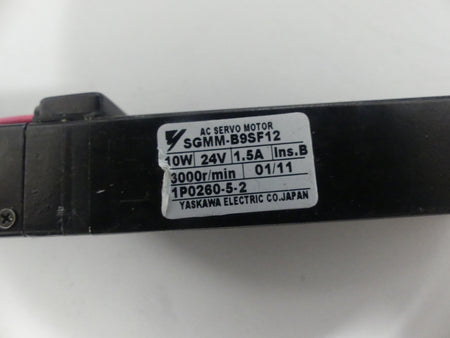 AC SERVO MOTOR
SGMM-B9SF12
10W 24V 1.5A Ins.B
3000r/min 01/11
1P0260-5-2
YASKAWA ELECTRIC CO.JAPAN